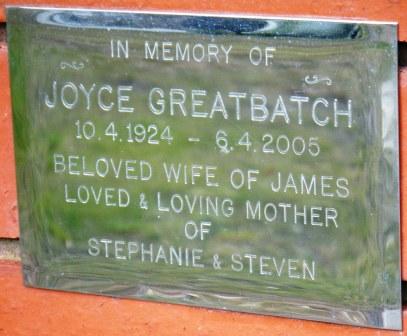 IN MEMORY OF
JOYCE GREATBATCH
10.4.1924 - 6.4.2005
BELOVED WIFE OF JAMES
LOVED & LOVING MOTHER
OF
STEPHANIE & STEVEN